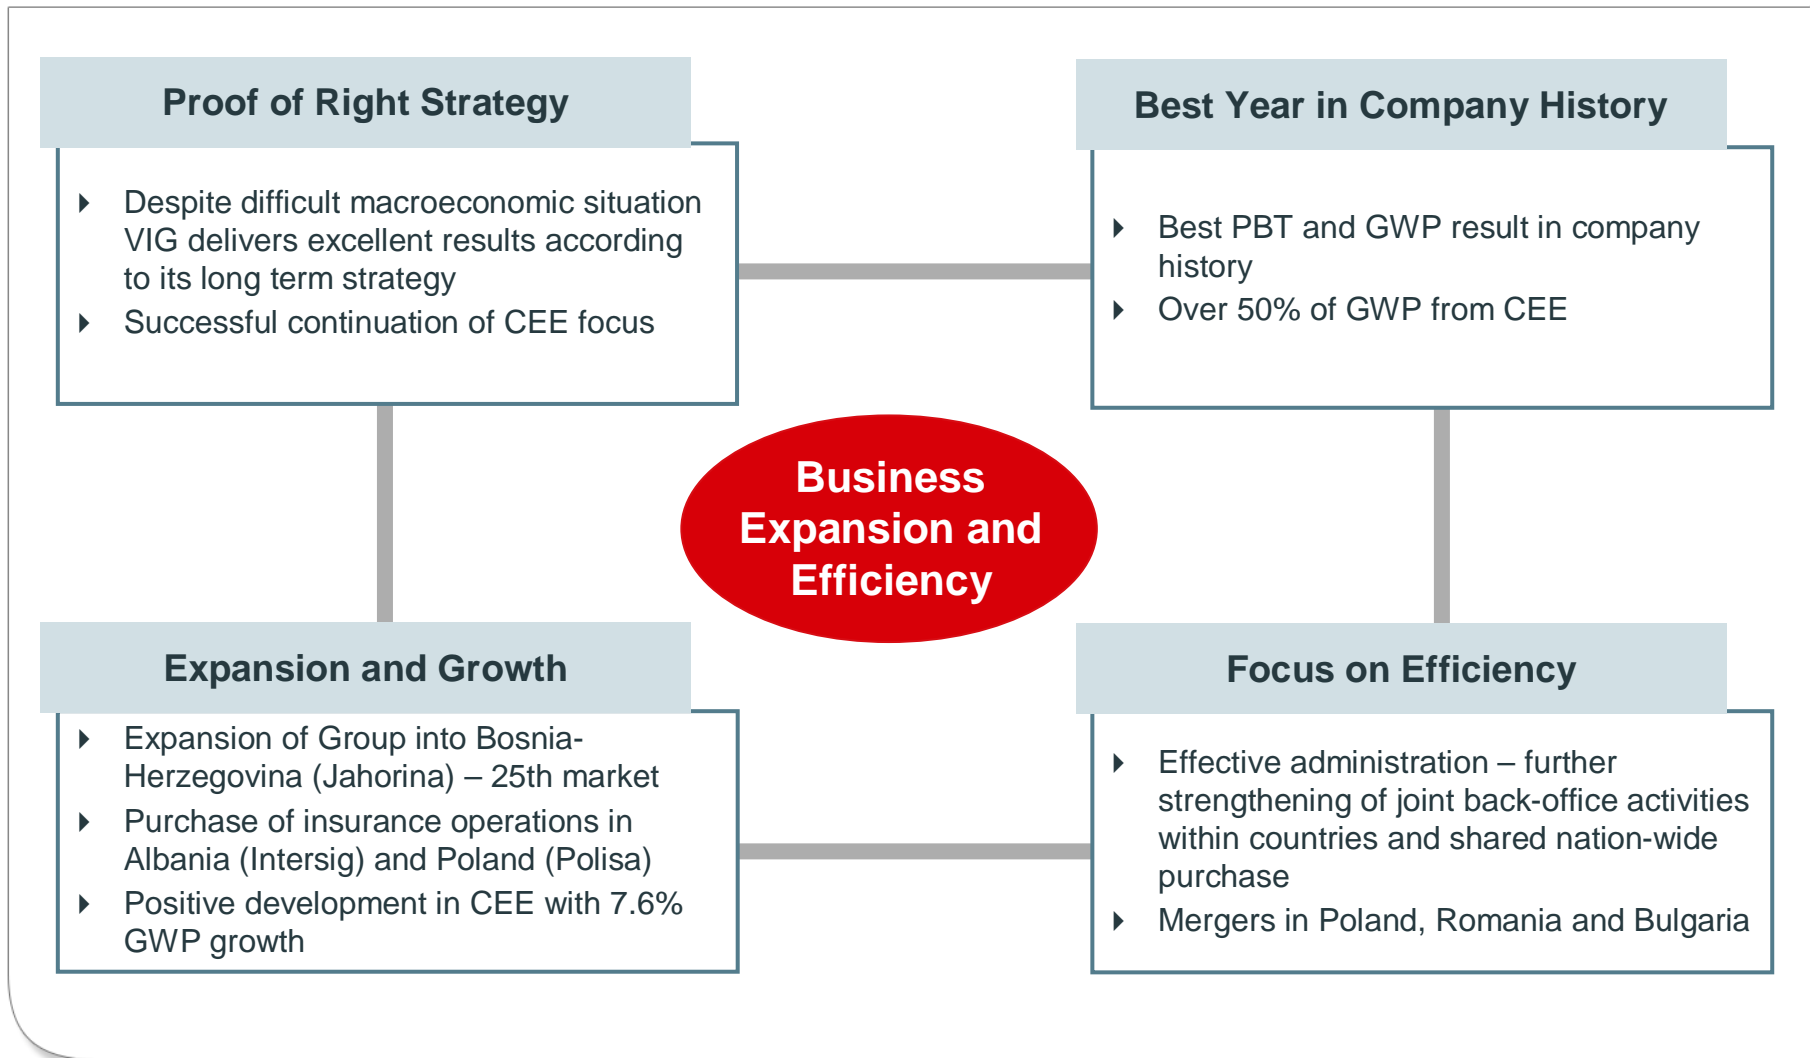 Proof of Right Strategy
Despite difficult macroeconomic situation
VIG delivers excellent results according
to its long term strategy
Successful continuation of CEE focus
Best Year in Company History
Best PBT and GWP result in company
history
Over 50% of GWP from CEE
Business
Expansion and
Efficiency
Expansion and Growth
Expansion of Group into Bosnia-
Herzegovina (Jahorina) – 25th market
Purchase of insurance operations in
Albania (Intersig) and Poland (Polisa)
Positive development in CEE with 7.6%
GWP growth
Focus on Efficiency
Effective administration – further
strengthening of joint back-office activities
within countries and shared nation-wide
purchase
Mergers in Poland, Romania and Bulgaria